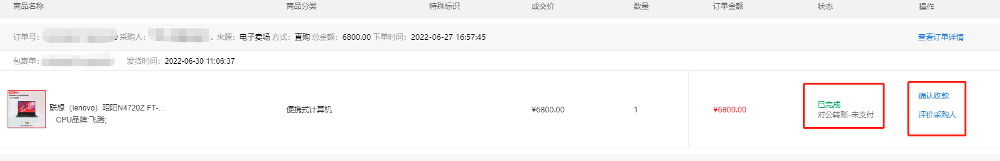 商品名称 商品分类 特殊标识 成交价 数量 订单金额 状态 操作
订单号: 采购人: 来源: 电子卖场 方式: 直购 总金额: 6800.00 下单时间: 2022-06-27 16:57:45 查看订单详情
包裹单: 发货时间: 2022-06-30 11:06:37
联想（lenovo）昭阳N4720Z FT-...
CPU品牌:飞腾;
便携式计算机
¥6800.00
1
¥6800.00
已完成
对公转账-未支付
确认收款
评价采购人